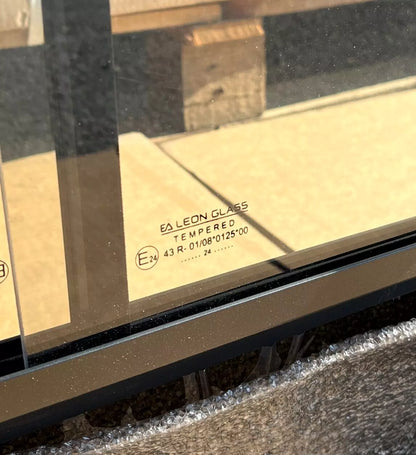 EA LEON GLASS
TEMPERED
E24 43 R- 01/08*0125*00
...... 24 ......